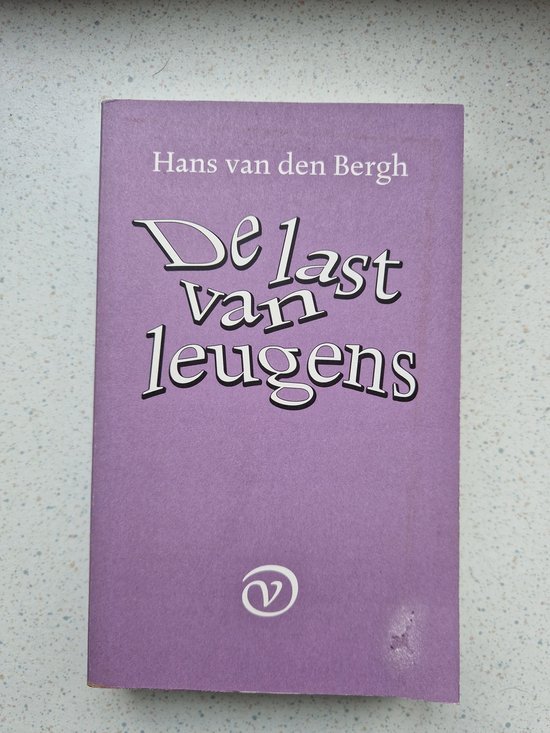 Hans van den Bergh
De last
van
leugens
v